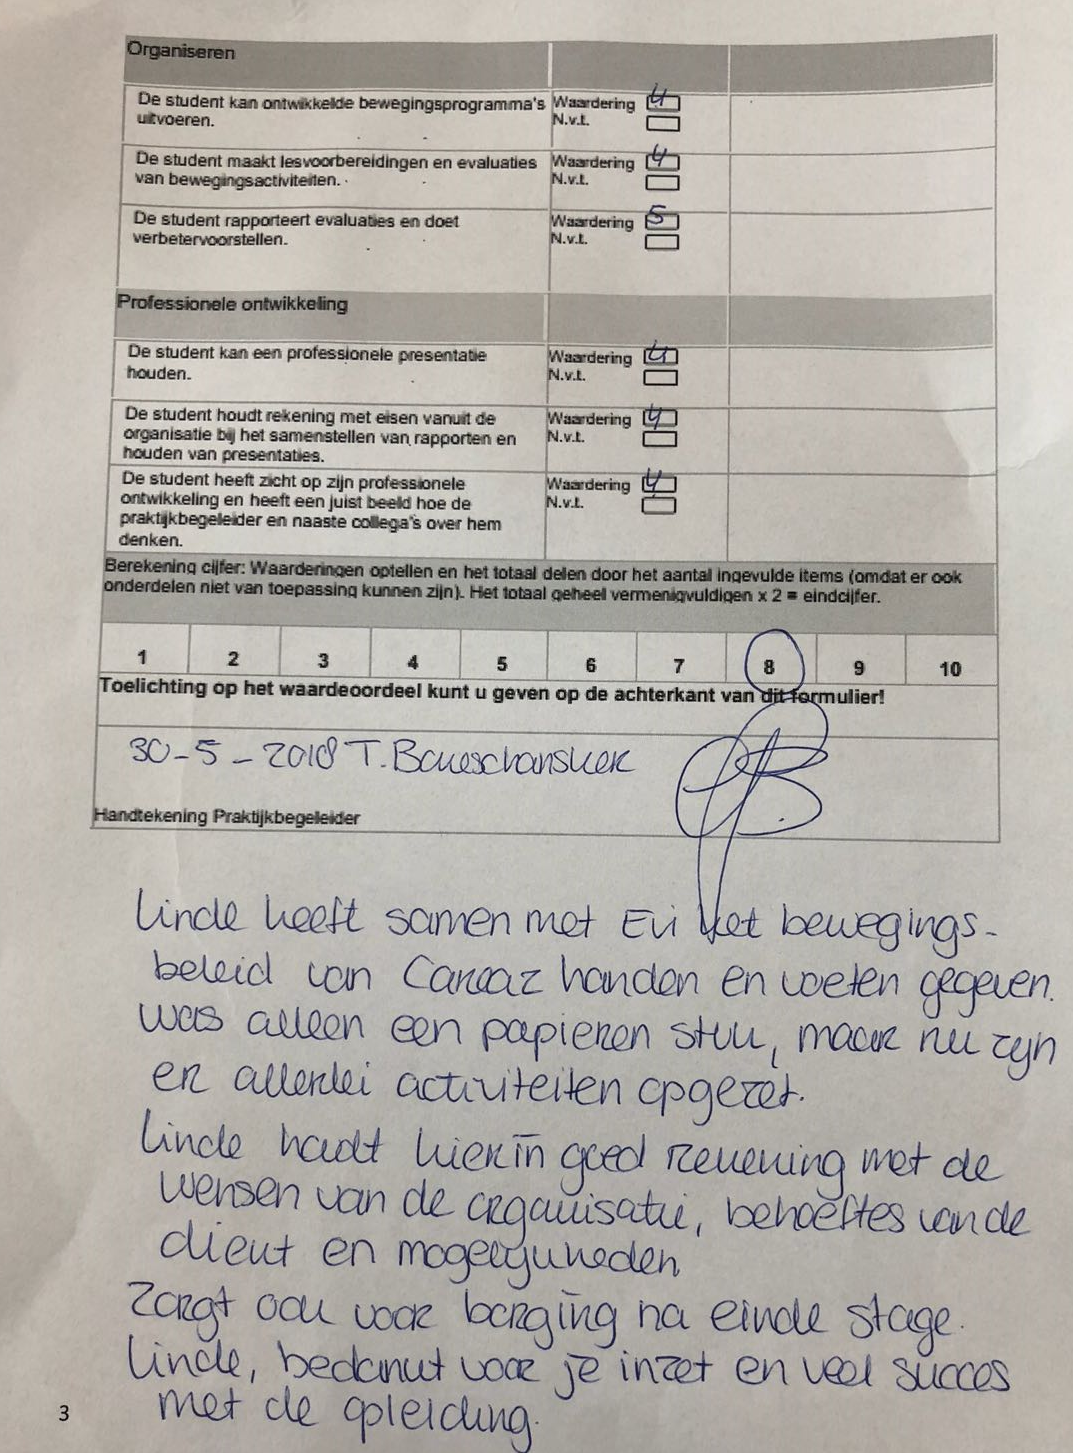 Organiseren
De student kan ontwikkelde bewegingsprogramma's Waardering 4
uitvoeren. N.v.t.
De student maakt lesvoorbereidingen en evaluaties Waardering 4
van bewegingsactiviteiten. N.v.t.
De student rapporteert evaluaties en doet Waardering 5
verbetervoorstellen. N.v.t.
Professionele ontwikkeling
De student kan een professionele presentatie Waardering 4
houden. N.v.t.
De student houdt rekening met eisen vanuit de Waardering 4
organisatie bij het samenstellen van rapporten en N.v.t.
houden van presentaties.
De student heeft zicht op zijn professionele Waardering 4
ontwikkeling en heeft een juist beeld hoe de N.v.t.
praktijkbegeleider en naaste collega's over hem
denken.
Berekening cijfer: Waarderingen optellen en het totaal delen door het aantal ingevulde items (omdat er ook
onderdelen niet van toepassing kunnen zijn). Het totaal geheel vermenigvuldigen x 2 = eindcijfer.
1 2 3 4 5 6 7 8 9 10
Toelichting op het waardeoordeel kunt u geven op de achterkant van dit formulier!
30-5-2018 T.
Handtekening Praktijkbegeleider
Linde heeft samen met Evi het bewegings-
beleid van handen en voeten gegeven.
Was alleen een papieren stuk, maar nu zijn
er allerlei activiteiten opgezet.
Linde hadt hierin goed rekening met de
wensen van de organisatie, behoeftes van de
client en mogelijkheden
Zorgt ook voor borging na einde stage.
Linde, bedankt voor je inzet en veel succes
met de opleiding.
3